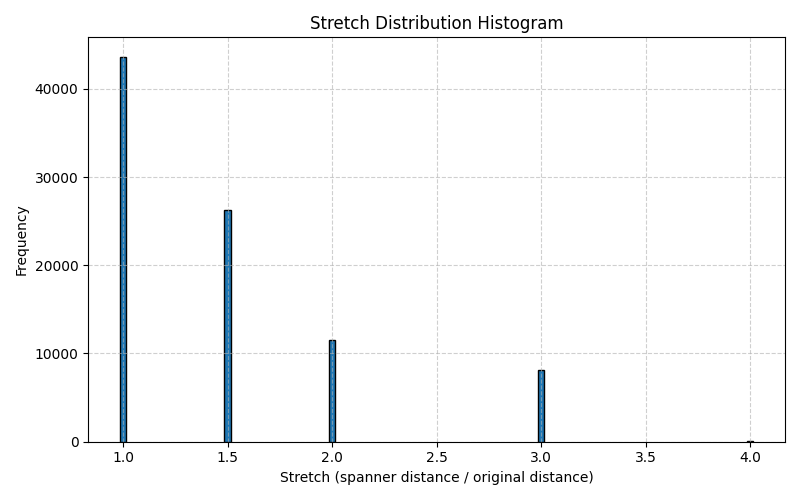 Stretch Distribution Histogram
Frequency
40000
30000
20000
10000
0
1.0 1.5 2.0 2.5 3.0 3.5 4.0
Stretch (spanner distance / original distance)